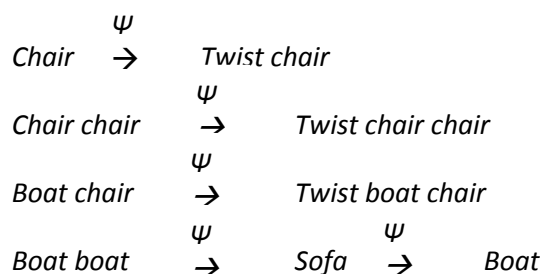 ψ
Chair → Twist chair
ψ
Chair chair → Twist chair chair
ψ
Boat chair → Twist boat chair
ψ ψ
Boat boat → Sofa → Boat